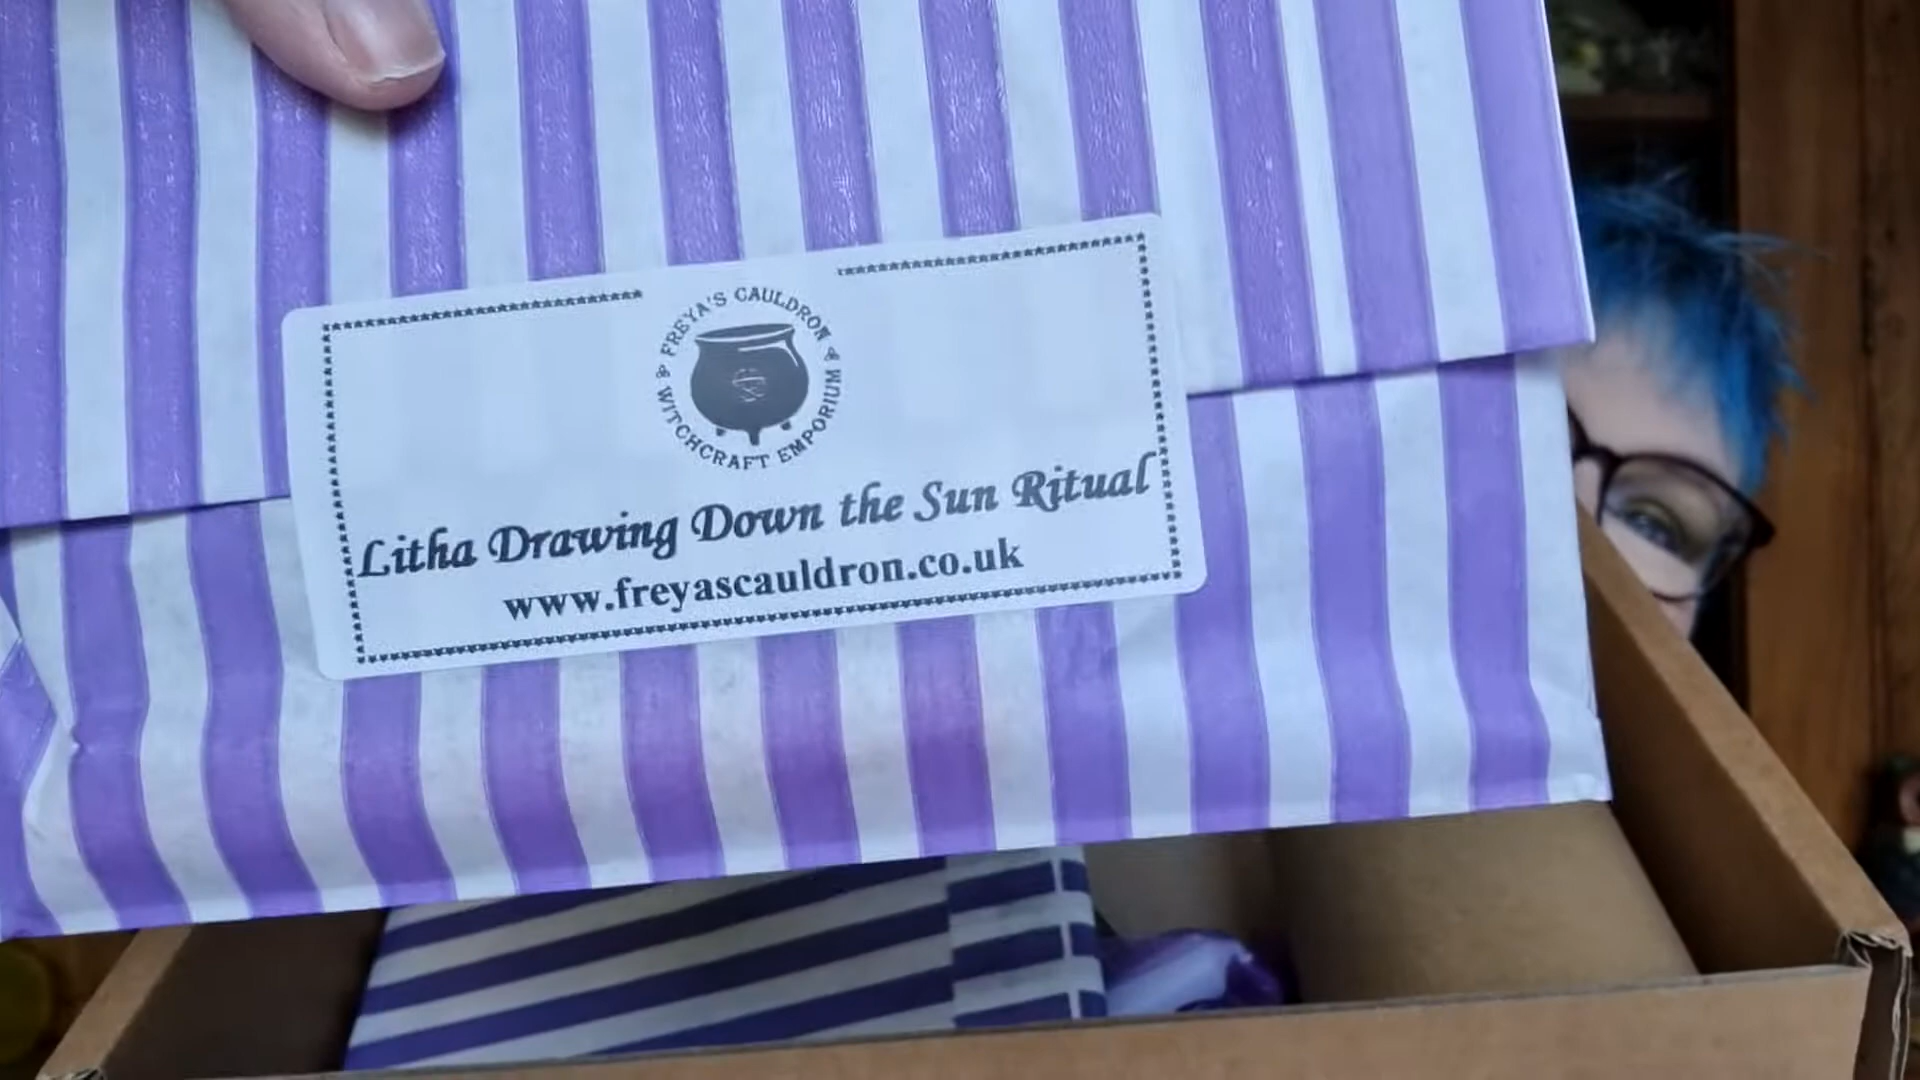 FREYA'S CAULDRON
WITCHCRAFT EMPORIUM
Litha Drawing Down the Sun Ritual
www.freyascauldron.co.uk